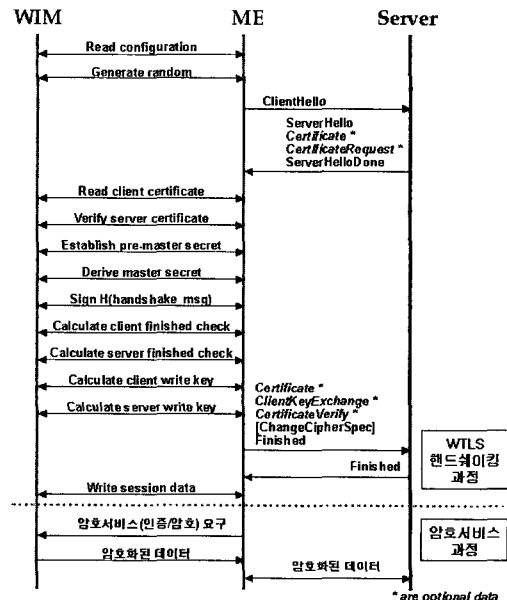 WIM ME Server
Read configuration
Generate random
ClientHello
ServerHello
Certificate *
CertificateRequest *
ServerHelloDone
Read client certificate
Verify server certificate
Establish pre-master secret
Derive master secret
Sign H(handshake_msg)
Calculate client finished check
Calculate server finished check
Calculate client write key
Calculate server write key
Certificate *
ClientKeyExchange *
CertificateVerify *
[ChangeCipherSpec]
Finished
Finished
WTLS
핸드쉐이킹
과정
Write session data
암호서비스(인증/암호) 요구
암호화된 데이터
암호서비스
과정
암호화된 데이터
* are optional data